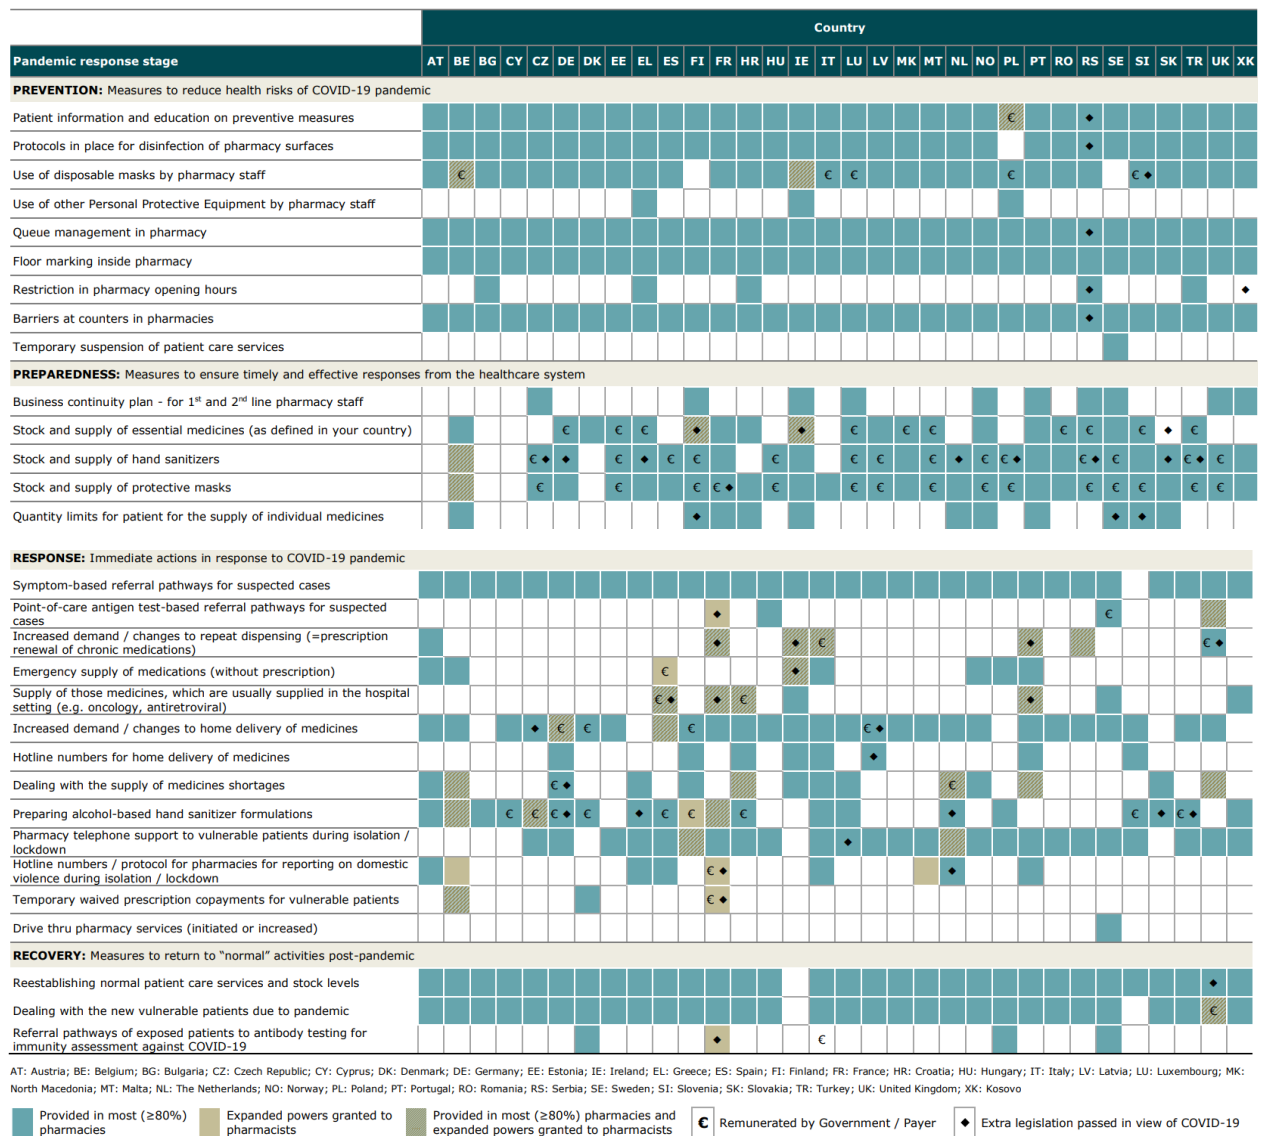 Country
Pandemic response stage AT BE BG CY CZ DE DK EE EL ES FI FR HR HU IE IT LU LV MK MT NL NO PL PT RO RS SE SI SK TR UK XK
PREVENTION: Measures to reduce health risks of COVID-19 pandemic
Patient information and education on preventive measures € ◆
Protocols in place for disinfection of pharmacy surfaces ◆
Use of disposable masks by pharmacy staff € € € € € ◆
Use of other Personal Protective Equipment by pharmacy staff
Queue management in pharmacy ◆
Floor marking inside pharmacy
Restriction in pharmacy opening hours ◆ ◆
Barriers at counters in pharmacies ◆
Temporary suspension of patient care services
PREPAREDNESS: Measures to ensure timely and effective responses from the healthcare system
Business continuity plan - for 1st and 2nd line pharmacy staff
Stock and supply of essential medicines (as defined in your country) € € € ◆ ◆ € € € € € € ◆ €
Stock and supply of hand sanitizers € ◆ ◆ € ◆ € € € € € € ◆ € € ◆ € ◆ € ◆ € ◆ €
Stock and supply of protective masks € € € € ◆ € € € € € € € € € € €
Quantity limits for patient for the supply of individual medicines ◆ ◆ ◆
RESPONSE: Immediate actions in response to COVID-19 pandemic
Symptom-based referral pathways for suspected cases
Point-of-care antigen test-based referral pathways for suspected
cases ◆ €
Increased demand / changes to repeat dispensing (=prescription
renewal of chronic medications) ◆ ◆ € ◆ € ◆
Emergency supply of medications (without prescription) € ◆
Supply of those medicines, which are usually supplied in the hospital
setting (e.g. oncology, antiretroviral) € ◆ ◆ € ◆
Increased demand / changes to home delivery of medicines ◆ € € € € ◆
Hotline numbers for home delivery of medicines ◆
Dealing with the supply of medicines shortages € ◆ €
Preparing alcohol-based hand sanitizer formulations € € € ◆ € ◆ € € € ◆ € ◆ € ◆
Pharmacy telephone support to vulnerable patients during isolation /
lockdown ◆
Hotline numbers / protocol for pharmacies for reporting on domestic
violence during isolation / lockdown € ◆ ◆
Temporary waived prescription copayments for vulnerable patients € ◆
Drive thru pharmacy services (initiated or increased)
RECOVERY: Measures to return to “normal” activities post-pandemic
Reestablishing normal patient care services and stock levels ◆
Dealing with the new vulnerable patients due to pandemic €
Referral pathways of exposed patients to antibody testing for
immunity assessment against COVID-19 ◆ €
AT: Austria; BE: Belgium; BG: Bulgaria; CZ: Czech Republic; CY: Cyprus; DK: Denmark; DE: Germany; EE: Estonia; IE: Ireland; EL: Greece; ES: Spain; FI: Finland; FR: France; HR: Croatia; HU: Hungary; IT: Italy; LV: Latvia; LU: Luxembourg; MK:
North Macedonia; MT: Malta; NL: The Netherlands; NO: Norway; PL: Poland; PT: Portugal; RO: Romania; RS: Serbia; SE: Sweden; SI: Slovenia; SK: Slovakia; TR: Turkey; UK: United Kingdom; XK: Kosovo
Provided in most (≥80%)
pharmacies
Expanded powers granted to
pharmacists
Provided in most (≥80%) pharmacies and
expanded powers granted to pharmacists
€ Remunerated by Government / Payer
◆ Extra legislation passed in view of COVID-19